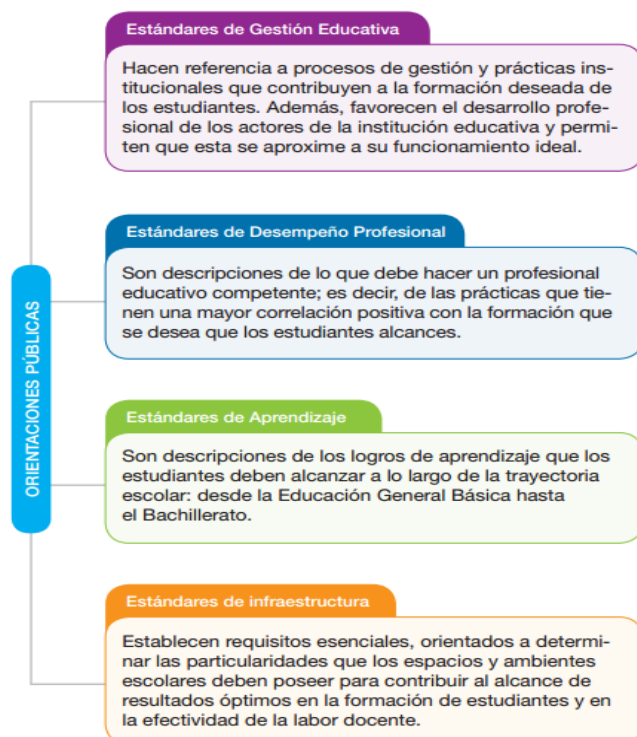 ORIENTACIONES PÚBLICAS
Estándares de Gestión Educativa
Hacen referencia a procesos de gestión y prácticas ins-
titucionales que contribuyen a la formación deseada de
los estudiantes. Además, favorecen el desarrollo profe-
sional de los actores de la institución educativa y permi-
ten que esta se aproxime a su funcionamiento ideal.
Estándares de Desempeño Profesional
Son descripciones de lo que debe hacer un profesional
educativo competente; es decir, de las prácticas que tie-
nen una mayor correlación positiva con la formación que
se desea que los estudiantes alcances.
Estándares de Aprendizaje
Son descripciones de los logros de aprendizaje que los
estudiantes deben alcanzar a lo largo de la trayectoria
escolar: desde la Educación General Básica hasta
el Bachillerato.
Estándares de infraestructura
Establecen requisitos esenciales, orientados a determi-
nar las particularidades que los espacios y ambientes
escolares deben poseer para contribuir al alcance de
resultados óptimos en la formación de estudiantes y en
la efectividad de la labor docente.